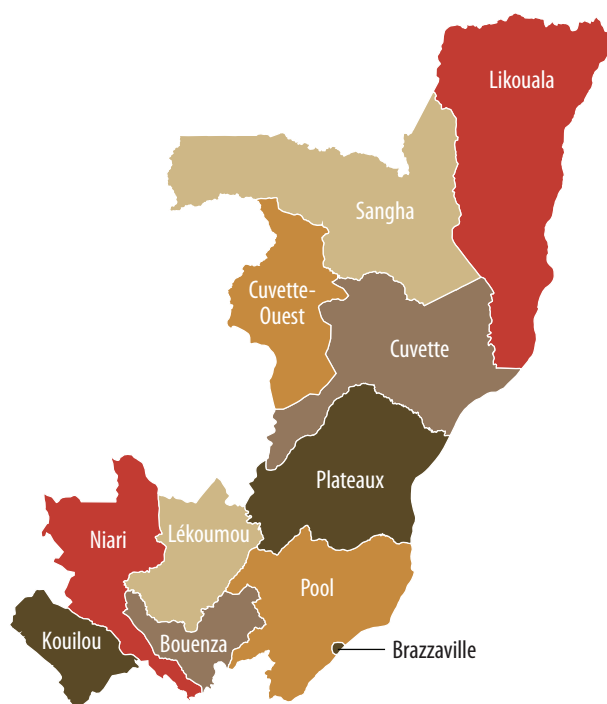 Likouala
Sangha
Cuvette-
Ouest
Cuvette
Plateaux
Niari
Lékoumou
Pool
Kouilou
Bouenza
Brazzaville